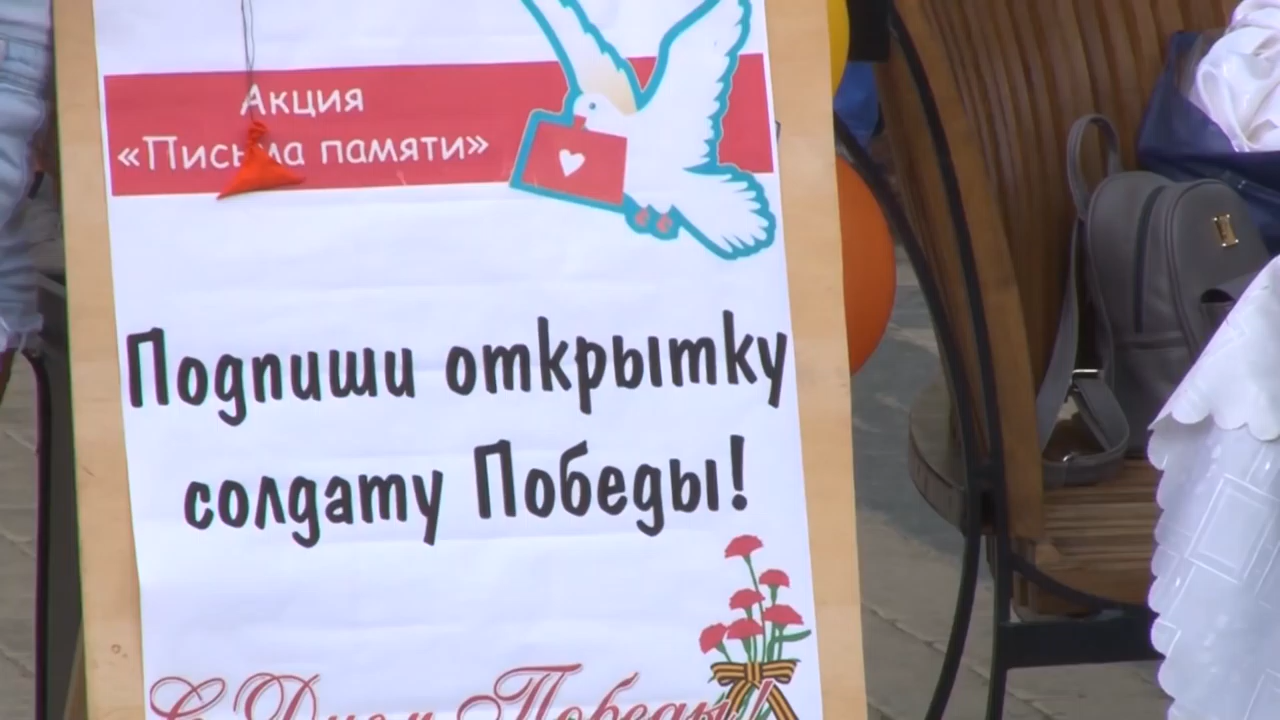 Акция
«Письма памяти»
Подпиши открытку
солдату Победы!
С Днем Победы!